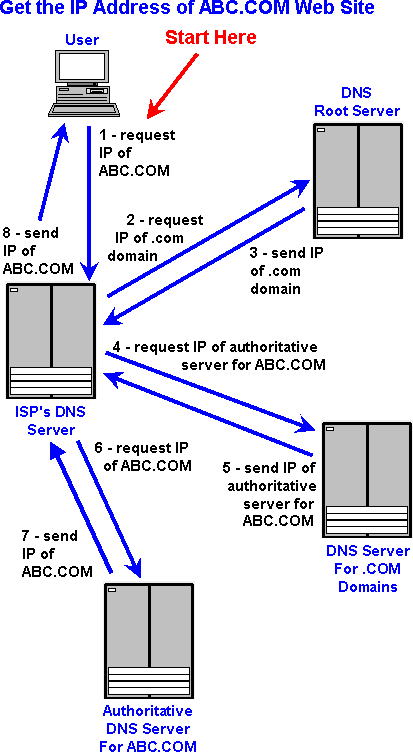 Get the IP Address of ABC.COM Web Site
User
Start Here
DNS
Root Server
1 - request
IP of
ABC.COM
2 - request
IP of .com
domain
3 - send IP
of .com
domain
8 - send
IP of
ABC.COM
4 - request IP of authoritative
server for ABC.COM
ISP's DNS
Server
6 - request IP
of ABC.COM
5 - send IP of
authoritative
server for
ABC.COM
7 - send
IP of
ABC.COM
DNS Server
For .COM
Domains
Authoritative
DNS Server
For ABC.COM